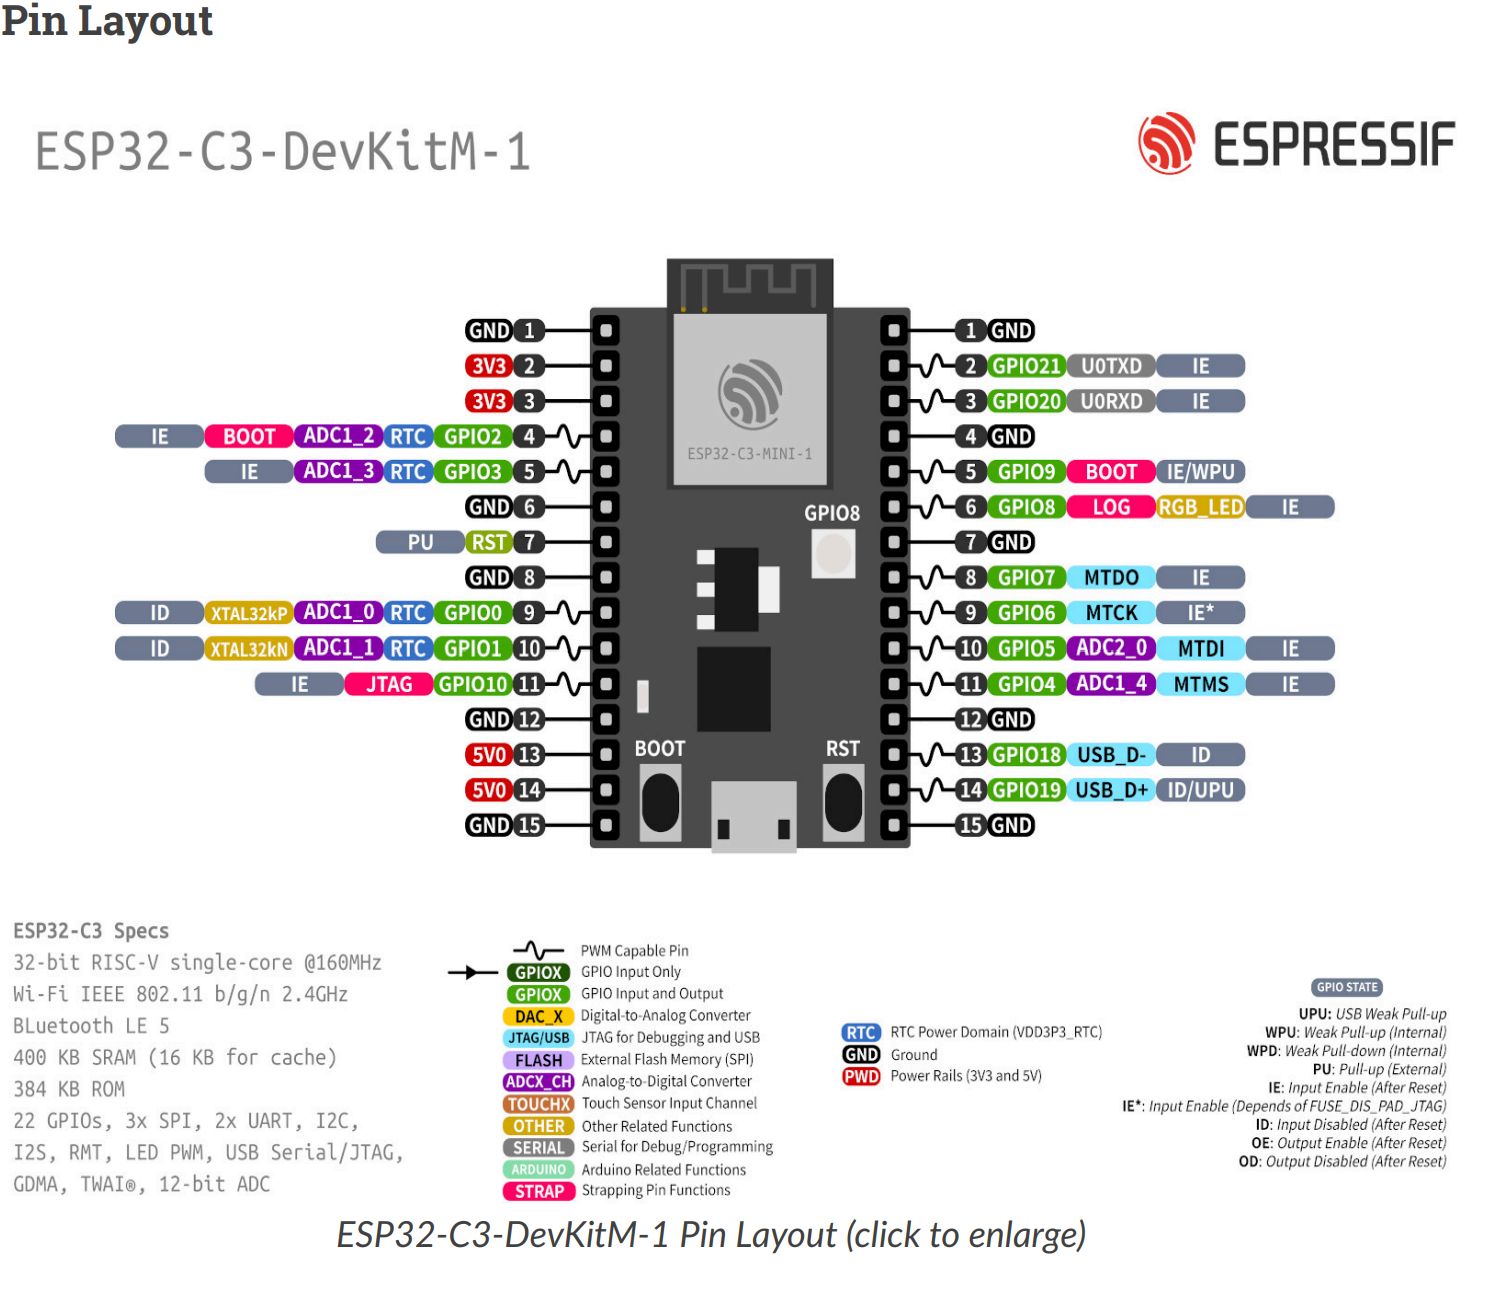 Pin Layout
ESP32-C3-DevKitM-1
ESPRESSIF
GND 1
3V3 2
3V3 3
IE BOOT ADC1_2 RTC GPIO2 4
IE ADC1_3 RTC GPIO3 5
GND 6
PU RST 7
GND 8
ID XTAL32kP ADC1_0 RTC GPIO0 9
ID XTAL32kN ADC1_1 RTC GPIO1 10
IE JTAG GPIO10 11
GND 12
5V0 13
5V0 14
GND 15
ESP32-C3-MINI-1
GPIO8
BOOT
RST
1 GND
2 GPIO21 U0TXD IE
3 GPIO20 U0RXD IE
4 GND
5 GPIO9 BOOT IE/WPU
6 GPIO8 LOG RGB_LED IE
7 GND
8 GPIO7 MTDO IE
9 GPIO6 MTCK IE*
10 GPIO5 ADC2_0 MTDI IE
11 GPIO4 ADC1_4 MTMS IE
12 GND
13 GPIO18 USB_D- ID
14 GPIO19 USB_D+ ID/UPU
15 GND
ESP32-C3 Specs
32-bit RISC-V single-core @160MHz
Wi-Fi IEEE 802.11 b/g/n 2.4GHz
BLuetooth LE 5
400 KB SRAM (16 KB for cache)
384 KB ROM
22 GPIOs, 3x SPI, 2x UART, I2C,
I2S, RMT, LED PWM, USB Serial/JTAG,
GDMA, TWAI®, 12-bit ADC
PWM Capable Pin
GPIOX GPIO Input Only
GPIOX GPIO Input and Output
DAC_X Digital-to-Analog Converter
JTAG/USB JTAG for Debugging and USB
FLASH External Flash Memory (SPI)
ADCX_CH Analog-to-Digital Converter
TOUCHX Touch Sensor Input Channel
OTHER Other Related Functions
SERIAL Serial for Debug/Programming
ARDUINO Arduino Related Functions
STRAP Strapping Pin Functions
RTC RTC Power Domain (VDD3P3_RTC)
GND Ground
PWD Power Rails (3V3 and 5V)
GPIO STATE
UPU: USB Weak Pull-up
WPU: Weak Pull-up (Internal)
WPD: Weak Pull-down (Internal)
PU: Pull-up (External)
IE: Input Enable (After Reset)
IE*: Input Enable (Depends of FUSE_DIS_PAD_JTAG)
ID: Input Disabled (After Reset)
OE: Output Enable (After Reset)
OD: Output Disabled (After Reset)
ESP32-C3-DevKitM-1 Pin Layout (click to enlarge)